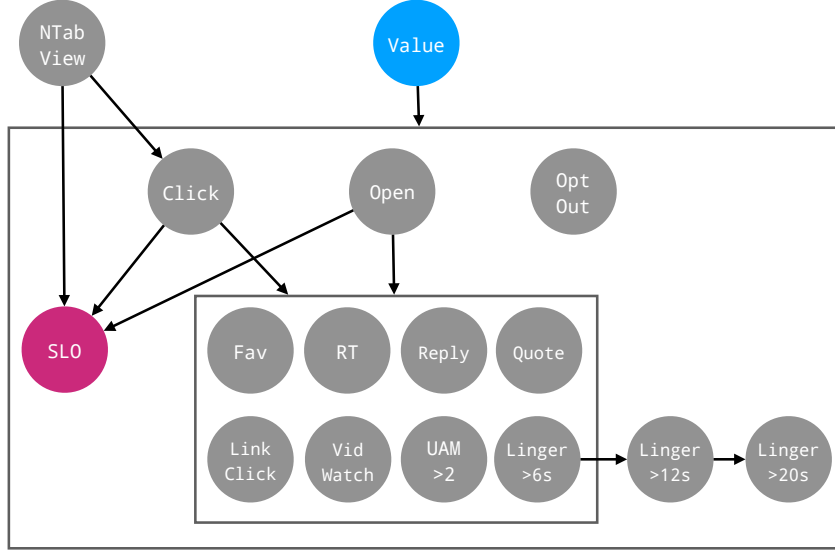 NTab
View
Value
Click
Open
Opt
Out
SLO
Fav
RT
Reply
Quote
Link
Click
Vid
Watch
UAM
>2
Linger
>6s
Linger
>12s
Linger
>20s